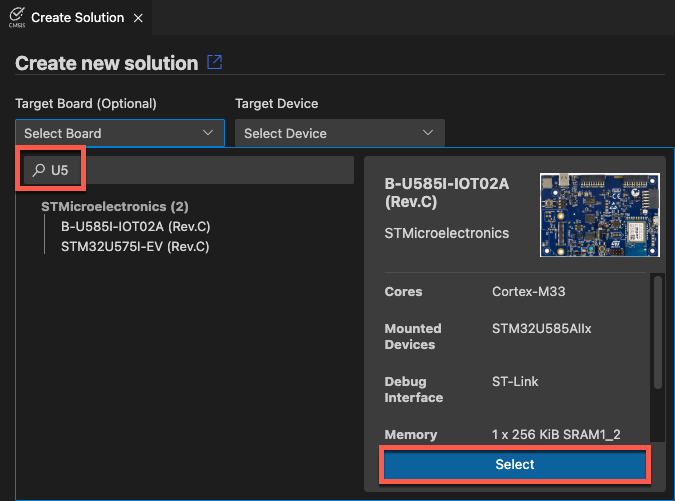 CMSIS
Create Solution
Create new solution
Target Board (Optional)
Target Device
Select Board
Select Device
U5
STMicroelectronics (2)
B-U585I-IOT02A (Rev.C)
STM32U575I-EV (Rev.C)
B-U585I-IOT02A
(Rev.C)
STMicroelectronics
Cores Cortex-M33
Mounted
Devices STM32U585AIIx
Debug
Interface ST-Link
Memory 1 x 256 KiB SRAM1_2
Select